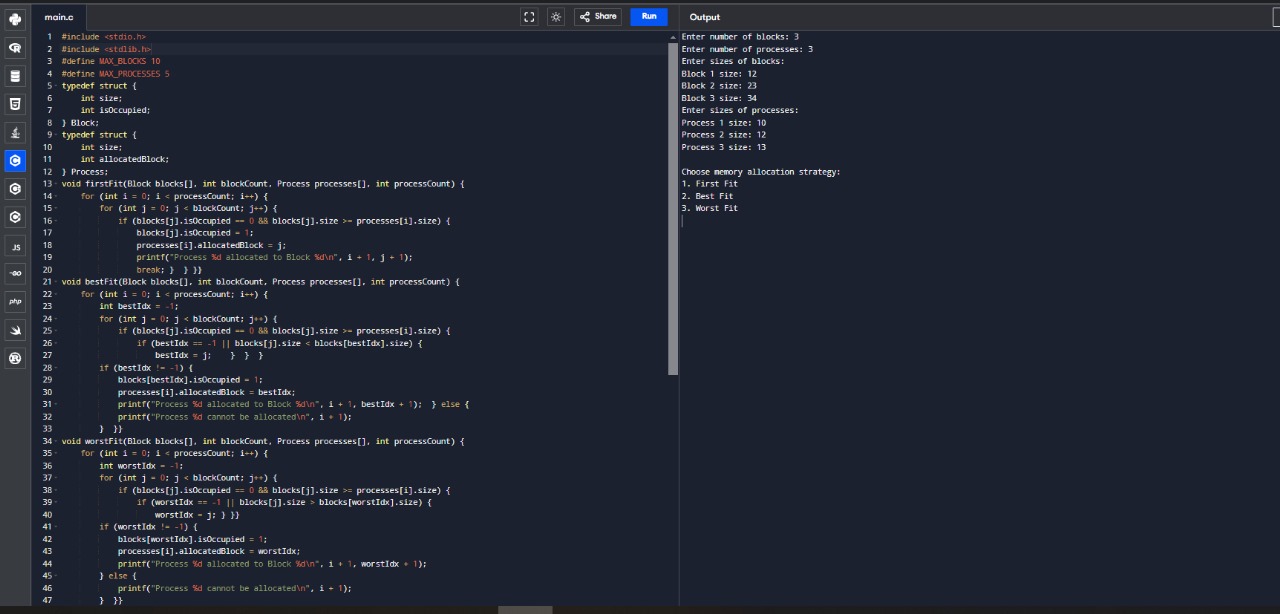 main.c
Share
Run
Output
1 #include <stdio.h>
2 #include <stdlib.h>
3 #define MAX_BLOCKS 10
4 #define MAX_PROCESSES 5
5 typedef struct {
6 int size;
7 int isOccupied;
8 } Block;
9 typedef struct {
10 int size;
11 int allocatedBlock;
12 } Process;
13 void firstFit(Block blocks[], int blockCount, Process processes[], int processCount) {
14 for (int i = 0; i < processCount; i++) {
15 for (int j = 0; j < blockCount; j++) {
16 if (blocks[j].isOccupied == 0 && blocks[j].size >= processes[i].size) {
17 blocks[j].isOccupied = 1;
18 processes[i].allocatedBlock = j;
19 printf("Process %d allocated to Block %d\n", i + 1, j + 1);
20 break; } } }}
21 void bestFit(Block blocks[], int blockCount, Process processes[], int processCount) {
22 for (int i = 0; i < processCount; i++) {
23 int bestIdx = -1;
24 for (int j = 0; j < blockCount; j++) {
25 if (blocks[j].isOccupied == 0 && blocks[j].size >= processes[i].size) {
26 if (bestIdx == -1 || blocks[j].size < blocks[bestIdx].size) {
27 bestIdx = j; } } }
28 if (bestIdx != -1) {
29 blocks[bestIdx].isOccupied = 1;
30 processes[i].allocatedBlock = bestIdx;
31 printf("Process %d allocated to Block %d\n", i + 1, bestIdx + 1); } else {
32 printf("Process %d cannot be allocated\n", i + 1);
33 } }}
34 void worstFit(Block blocks[], int blockCount, Process processes[], int processCount) {
35 for (int i = 0; i < processCount; i++) {
36 int worstIdx = -1;
37 for (int j = 0; j < blockCount; j++) {
38 if (blocks[j].isOccupied == 0 && blocks[j].size >= processes[i].size) {
39 if (worstIdx == -1 || blocks[j].size > blocks[worstIdx].size) {
40 worstIdx = j; } }}
41 if (worstIdx != -1) {
42 blocks[worstIdx].isOccupied = 1;
43 processes[i].allocatedBlock = worstIdx;
44 printf("Process %d allocated to Block %d\n", i + 1, worstIdx + 1);
45 } else {
46 printf("Process %d cannot be allocated\n", i + 1);
47 } }}
Enter number of blocks: 3
Enter number of processes: 3
Enter sizes of blocks:
Block 1 size: 12
Block 2 size: 23
Block 3 size: 34
Enter sizes of processes:
Process 1 size: 10
Process 2 size: 12
Process 3 size: 13
Choose memory allocation strategy:
1. First Fit
2. Best Fit
3. Worst Fit
JS
GO
php